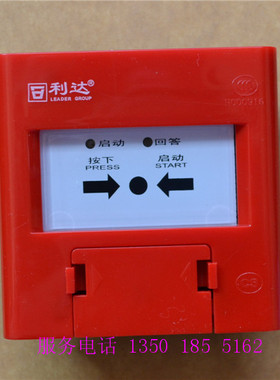 利达®
LEADER GROUP
启动 回答
按下 启动
PRESS START
服务电话 1350 185 5162